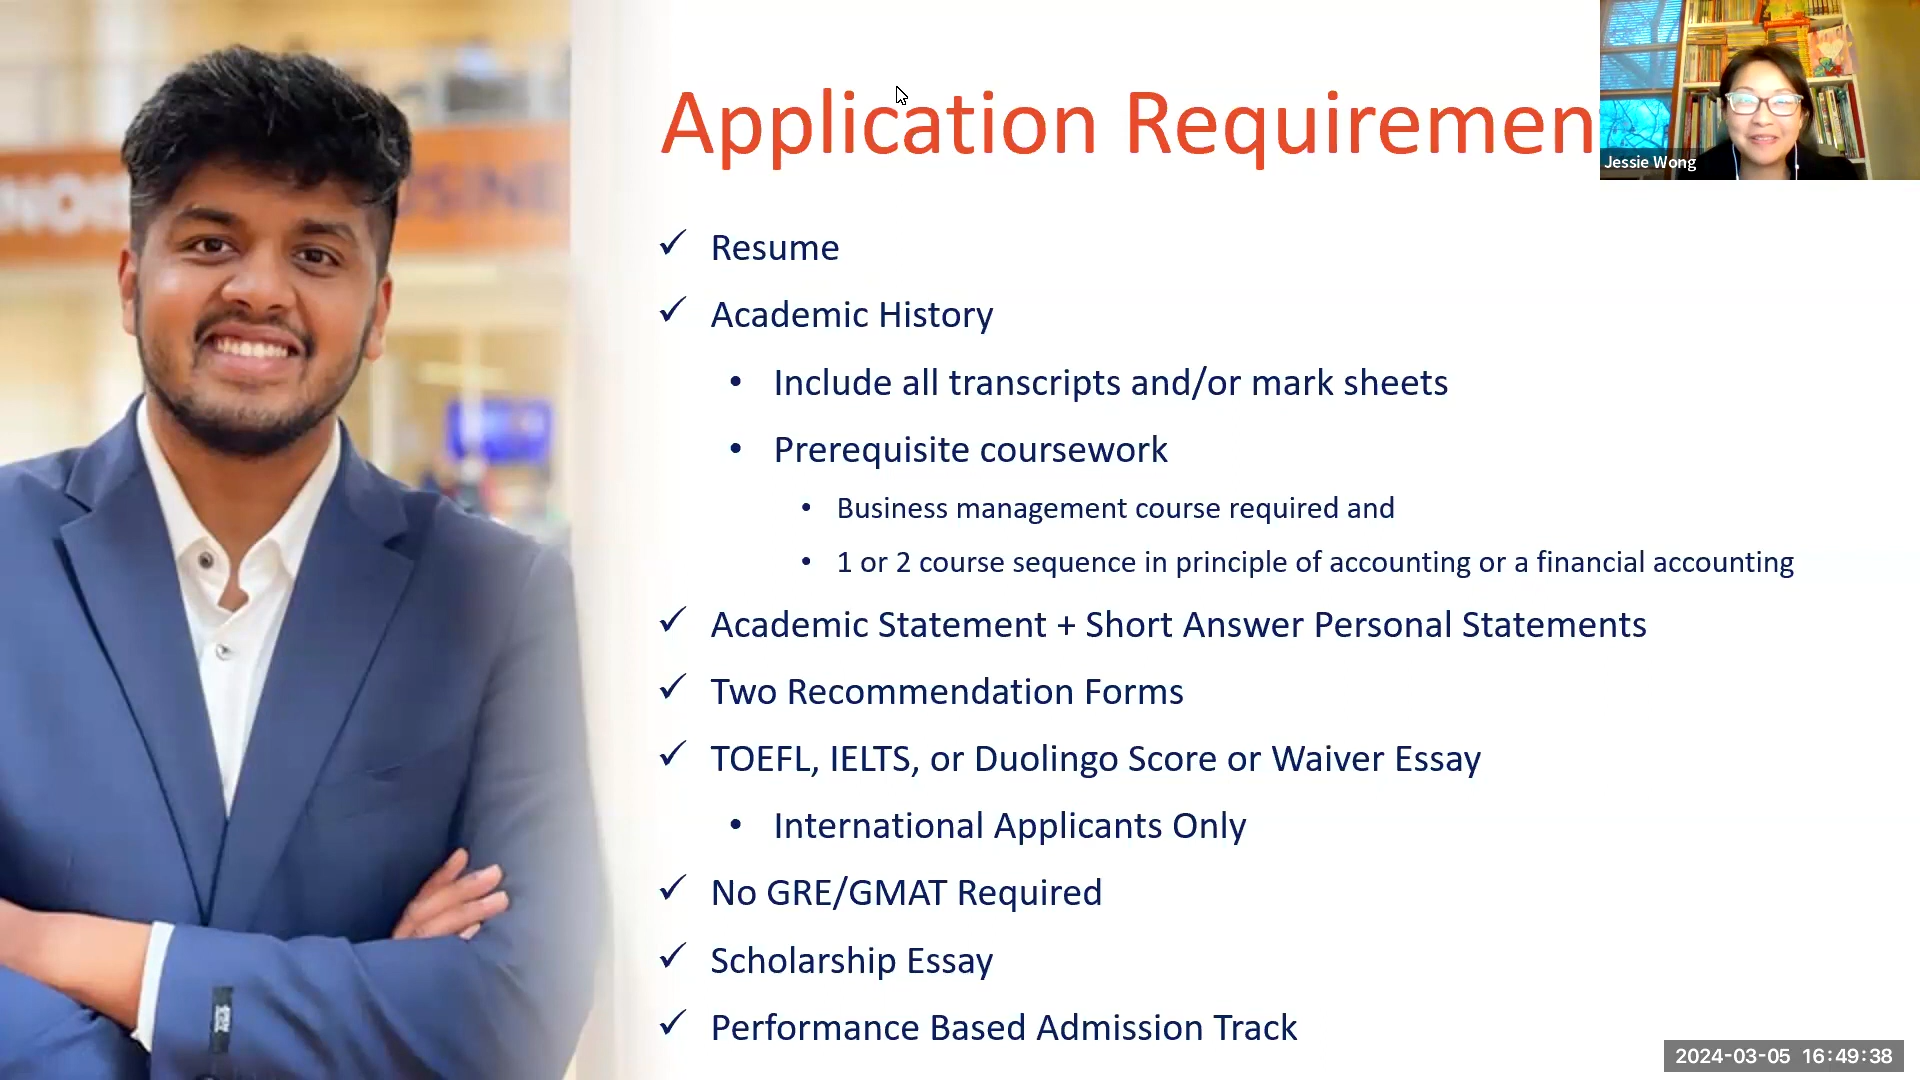 Application Requiremen
Jessie Wong
✓ Resume
✓ Academic History
• Include all transcripts and/or mark sheets
• Prerequisite coursework
• Business management course required and
• 1 or 2 course sequence in principle of accounting or a financial accounting
✓ Academic Statement + Short Answer Personal Statements
✓ Two Recommendation Forms
✓ TOEFL, IELTS, or Duolingo Score or Waiver Essay
• International Applicants Only
✓ No GRE/GMAT Required
✓ Scholarship Essay
✓ Performance Based Admission Track
2024-03-05 16:49:38